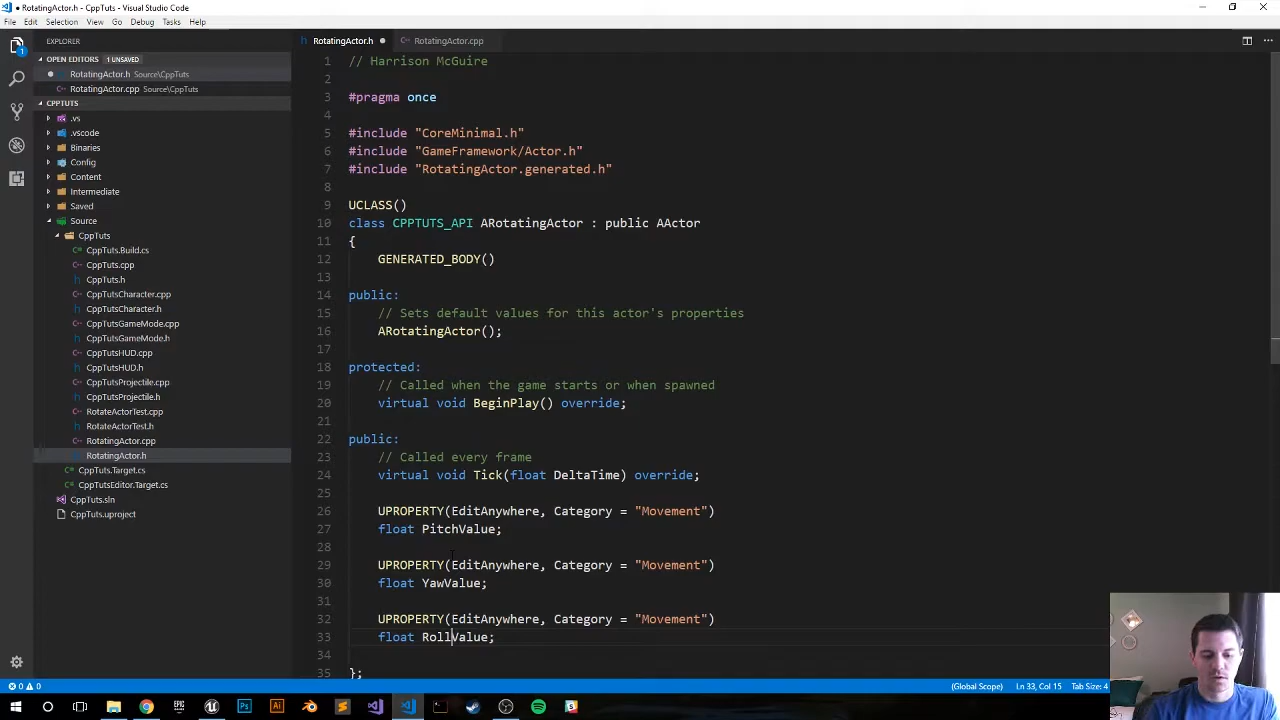 RotatingActor.h - CppTuts - Visual Studio Code
File Edit Selection View Go Debug Tasks Help
EXPLORER
OPEN EDITORS 1 UNSAVED
RotatingActor.h Source\CppTuts
RotatingActor.cpp Source\CppTuts
CPPTUTS
.vs
.vscode
Binaries
Config
Content
Intermediate
Saved
Source
CppTuts
CppTuts.Build.cs
CppTuts.cpp
CppTuts.h
CppTutsCharacter.cpp
CppTutsCharacter.h
CppTutsGameMode.cpp
CppTutsGameMode.h
CppTutsHUD.cpp
CppTutsHUD.h
CppTutsProjectile.cpp
CppTutsProjectile.h
RotateActorTest.cpp
RotateActorTest.h
RotatingActor.cpp
RotatingActor.h
CppTuts.Target.cs
CppTutsEditor.Target.cs
CppTuts.sln
CppTuts.uproject
RotatingActor.h RotatingActor.cpp
1 // Harrison McGuire
2
3 #pragma once
4
5 #include "CoreMinimal.h"
6 #include "GameFramework/Actor.h"
7 #include "RotatingActor.generated.h"
8
9 UCLASS()
10 class CPPTUTS_API ARotatingActor : public AActor
11 {
12 GENERATED_BODY()
13
14 public:
15 // Sets default values for this actor's properties
16 ARotatingActor();
17
18 protected:
19 // Called when the game starts or when spawned
20 virtual void BeginPlay() override;
21
22 public:
23 // Called every frame
24 virtual void Tick(float DeltaTime) override;
25
26 UPROPERTY(EditAnywhere, Category = "Movement")
27 float PitchValue;
28
29 UPROPERTY(EditAnywhere, Category = "Movement")
30 float YawValue;
31
32 UPROPERTY(EditAnywhere, Category = "Movement")
33 float RollValue;
34
35 };
0 0 (Global Scope) Ln 33, Col 15 Tab Size: 4